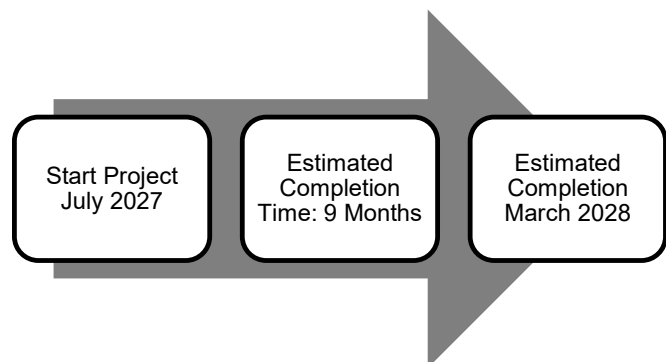 Start Project
July 2027
Estimated
Completion
Time: 9 Months
Estimated
Completion
March 2028